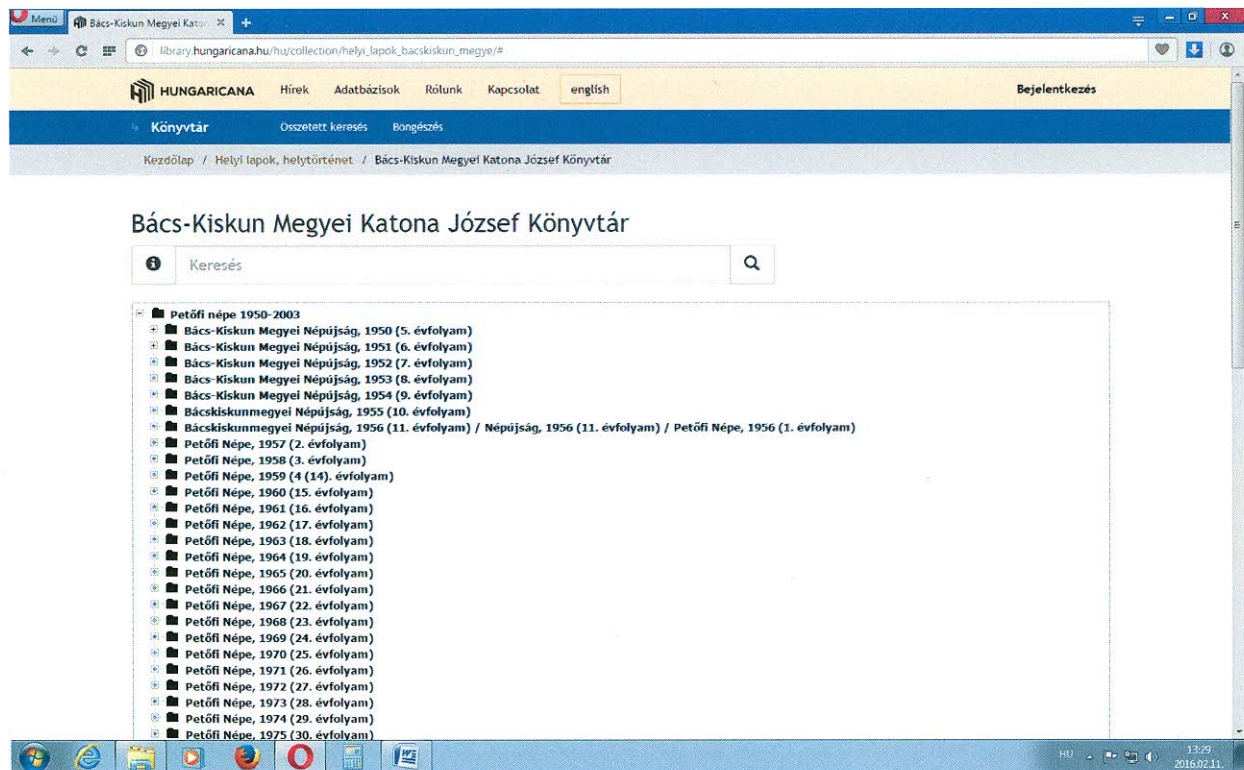 Menü Bács-Kiskun Megyei Kato
library.hungaricana.hu/hu/collection/helyi_lapok_bacskiskun_megye/#
HUNGARICANA Hírek Adatbázisok Rólunk Kapcsolat english Bejelentkezés
Könyvtár Összetett keresés Böngészés
Kezdőlap / Helyi lapok, helytörténet / Bács-Kiskun Megyei Katona József Könyvtár
Bács-Kiskun Megyei Katona József Könyvtár
Keresés
Petőfi népe 1950-2003
Bács-Kiskun Megyei Népújság, 1950 (5. évfolyam)
Bács-Kiskun Megyei Népújság, 1951 (6. évfolyam)
Bács-Kiskun Megyei Népújság, 1952 (7. évfolyam)
Bács-Kiskun Megyei Népújság, 1953 (8. évfolyam)
Bács-Kiskun Megyei Népújság, 1954 (9. évfolyam)
Bácskiskunmegyei Népújság, 1955 (10. évfolyam)
Bácskiskunmegyei Népújság, 1956 (11. évfolyam) / Népújság, 1956 (11. évfolyam) / Petőfi Népe, 1956 (1. évfolyam)
Petőfi Népe, 1957 (2. évfolyam)
Petőfi Népe, 1958 (3. évfolyam)
Petőfi Népe, 1959 (4 (14). évfolyam)
Petőfi Népe, 1960 (15. évfolyam)
Petőfi Népe, 1961 (16. évfolyam)
Petőfi Népe, 1962 (17. évfolyam)
Petőfi Népe, 1963 (18. évfolyam)
Petőfi Népe, 1964 (19. évfolyam)
Petőfi Népe, 1965 (20. évfolyam)
Petőfi Népe, 1966 (21. évfolyam)
Petőfi Népe, 1967 (22. évfolyam)
Petőfi Népe, 1968 (23. évfolyam)
Petőfi Népe, 1969 (24. évfolyam)
Petőfi Népe, 1970 (25. évfolyam)
Petőfi Népe, 1971 (26. évfolyam)
Petőfi Népe, 1972 (27. évfolyam)
Petőfi Népe, 1973 (28. évfolyam)
Petőfi Népe, 1974 (29. évfolyam)
Petőfi Népe, 1975 (30. évfolyam)
HU 13:29
2016.02.11.